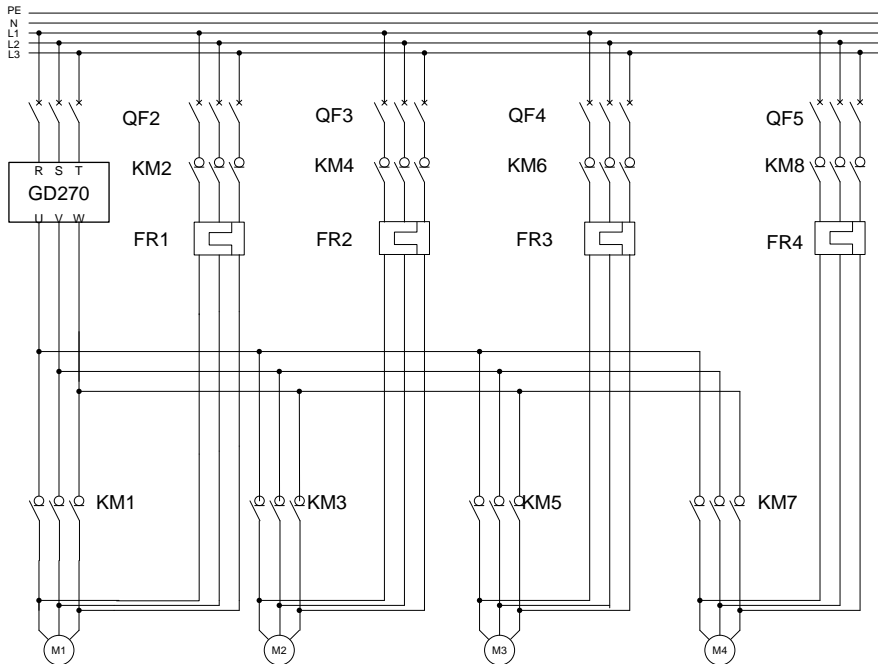 PE
N
L1
L2
L3
QF2
QF3
QF4
QF5
R S T
GD270
U V W
KM2
KM4
KM6
KM8
FR1
FR2
FR3
FR4
KM1
KM3
KM5
KM7
M1
M2
M3
M4